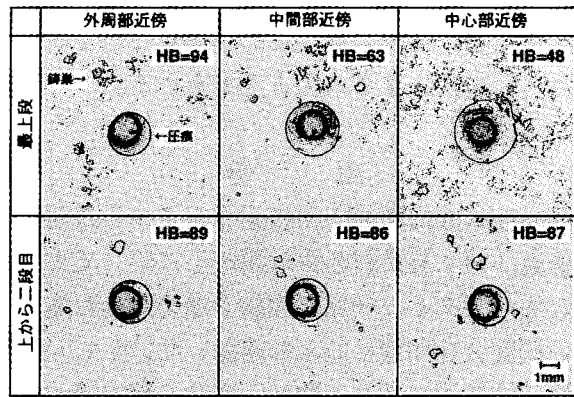 外周部近傍 中間部近傍 中心部近傍
最上段
HB=94 HB=63 HB=48
鋳巣→
←圧痕
上から二段目
HB=89 HB=86 HB=87
1mm